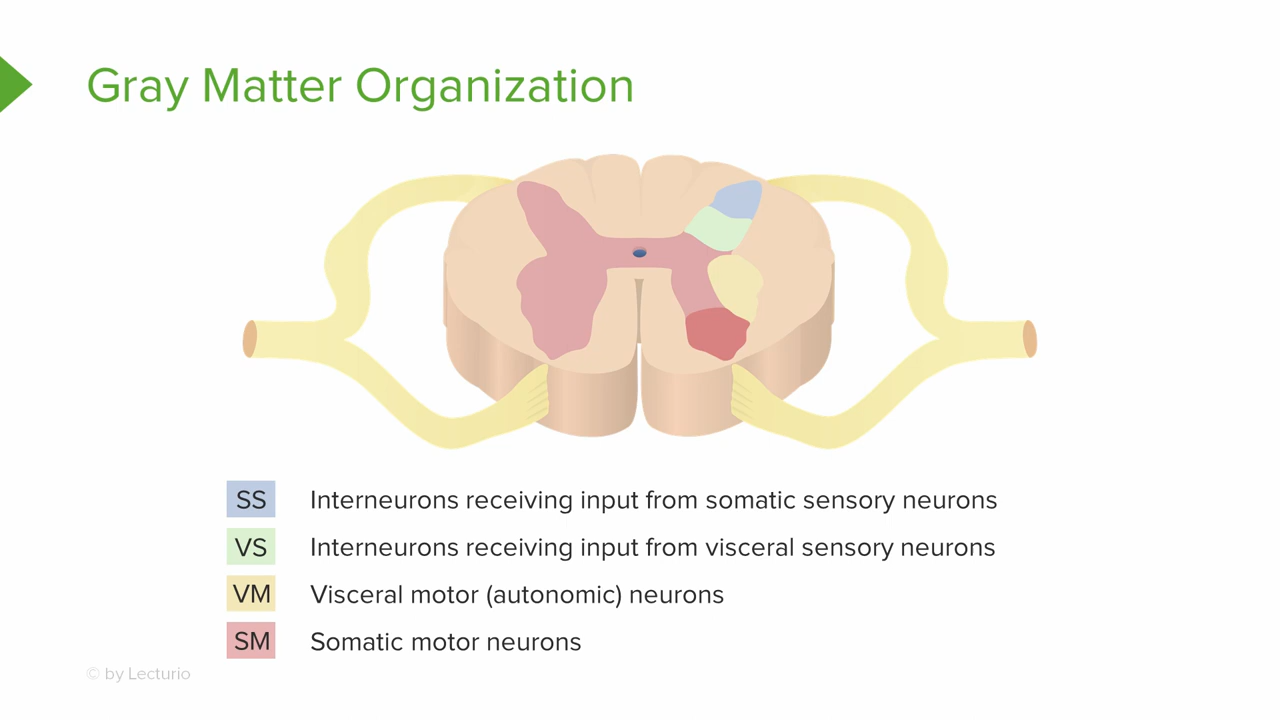 Gray Matter Organization
SS Interneurons receiving input from somatic sensory neurons
VS Interneurons receiving input from visceral sensory neurons
VM Visceral motor (autonomic) neurons
SM Somatic motor neurons
© by Lecturio